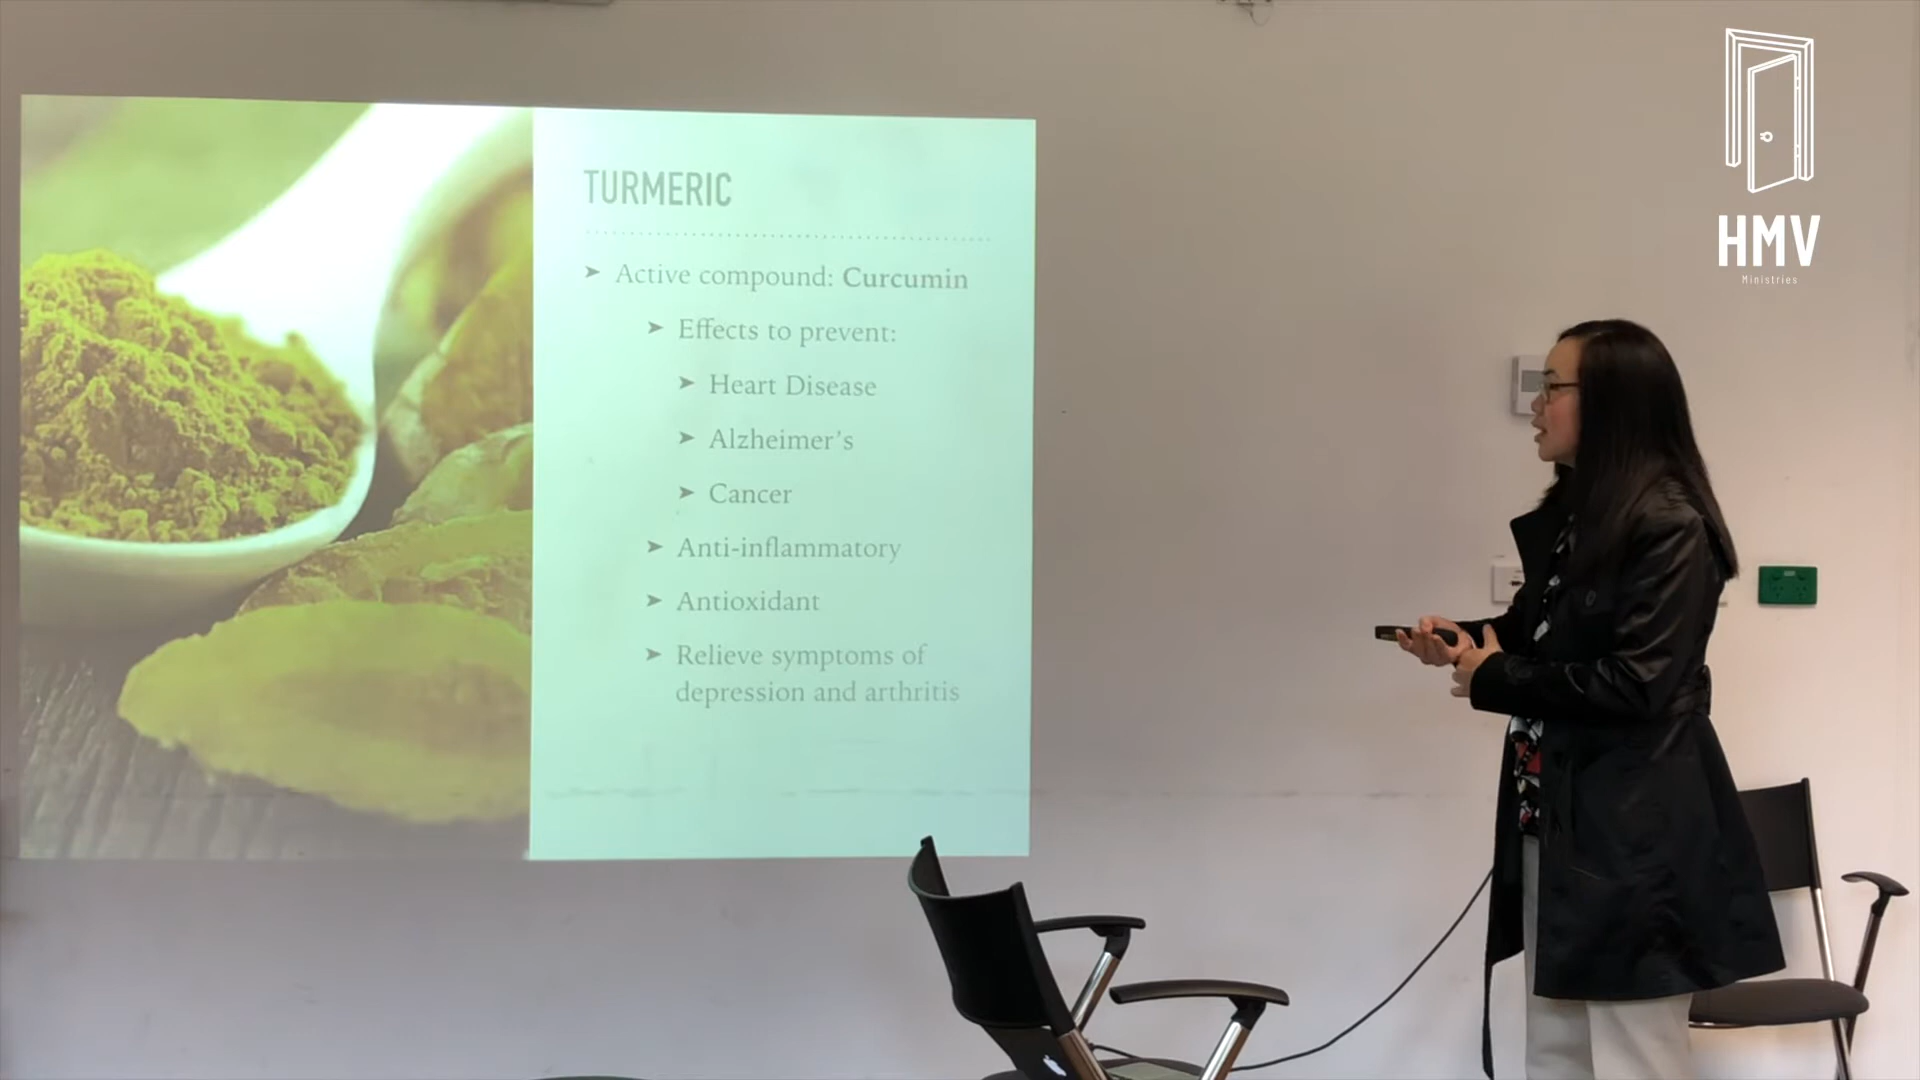 TURMERIC
➤ Active compound: Curcumin
➤ Effects to prevent:
➤ Heart Disease
➤ Alzheimer's
➤ Cancer
➤ Anti-inflammatory
➤ Antioxidant
➤ Relieve symptoms of
depression and arthritis
HMV
Ministries